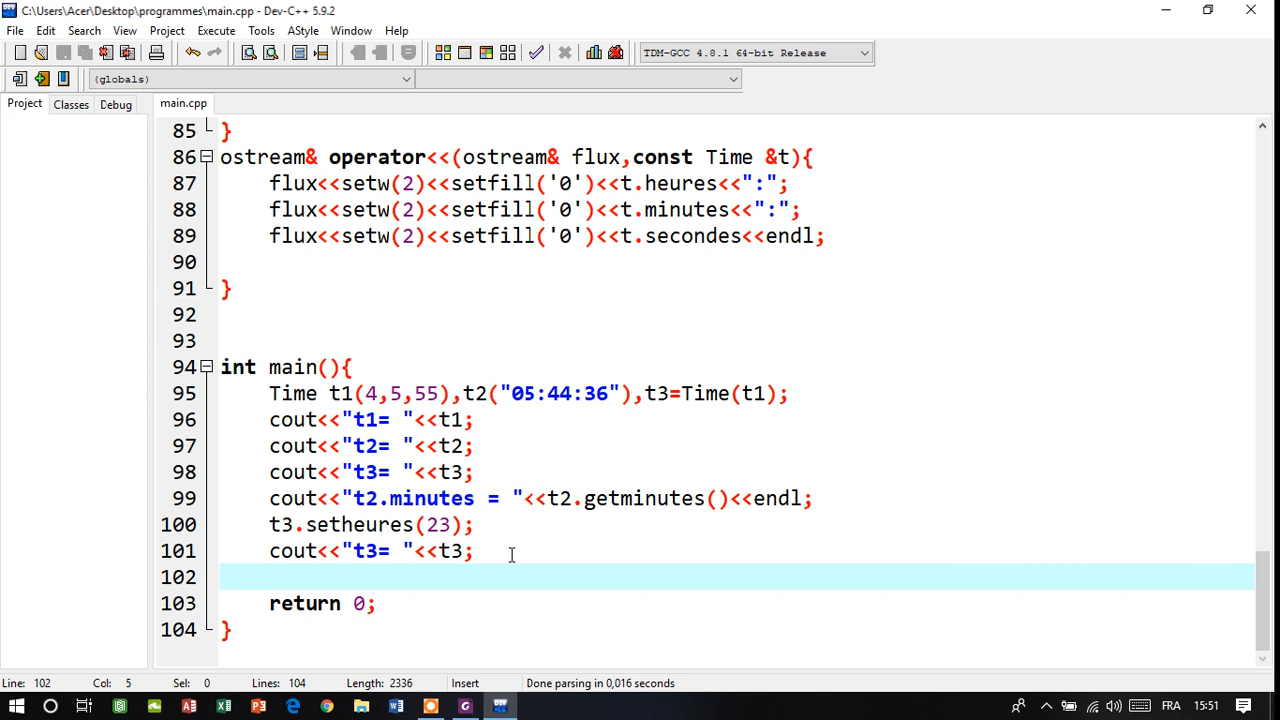 C:\Users\Acer\Desktop\programmes\main.cpp - Dev-C++ 5.9.2
File Edit Search View Project Execute Tools AStyle Window Help
TDM-GCC 4.8.1 64-bit Release
(globals)
Project Classes Debug main.cpp
85 }
86 ostream& operator<<(ostream& flux,const Time &t){
87 flux<<setw(2)<<setfill('0')<<t.heures<<":";
88 flux<<setw(2)<<setfill('0')<<t.minutes<<":";
89 flux<<setw(2)<<setfill('0')<<t.secondes<<endl;
90
91 }
92
93
94 int main(){
95 Time t1(4,5,55),t2("05:44:36"),t3=Time(t1);
96 cout<<"t1= "<<t1;
97 cout<<"t2= "<<t2;
98 cout<<"t3= "<<t3;
99 cout<<"t2.minutes = "<<t2.getminutes()<<endl;
100 t3.setheures(23);
101 cout<<"t3= "<<t3;
102
103 return 0;
104 }
Line: 102 Col: 5 Sel: 0 Lines: 104 Length: 2336 Insert Done parsing in 0,016 seconds
FRA 15:51